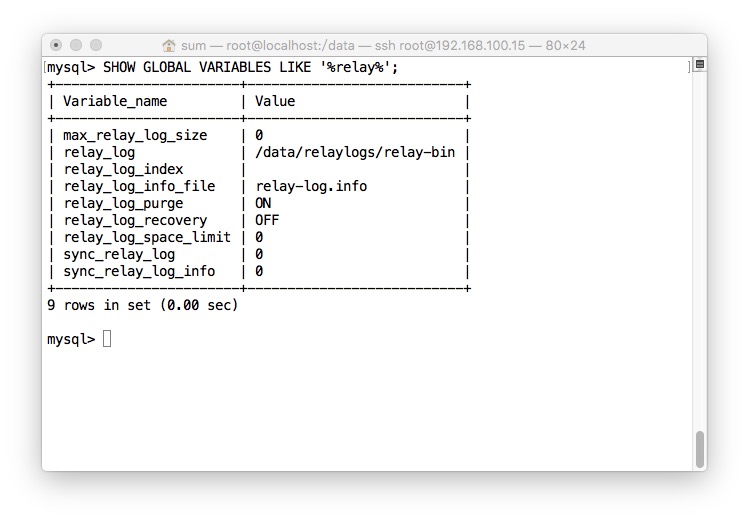 sum — root@localhost:/data — ssh root@192.168.100.15 — 80×24
[mysql> SHOW GLOBAL VARIABLES LIKE '%relay%'; ]
+-----------------------+--------------------------+
| Variable_name         | Value                    |
+-----------------------+--------------------------+
| max_relay_log_size    | 0                        |
| relay_log             | /data/relaylogs/relay-bin |
| relay_log_index       |                          |
| relay_log_info_file   | relay-log.info           |
| relay_log_purge       | ON                       |
| relay_log_recovery    | OFF                      |
| relay_log_space_limit | 0                        |
| sync_relay_log        | 0                        |
| sync_relay_log_info   | 0                        |
+-----------------------+--------------------------+
9 rows in set (0.00 sec)
mysql>